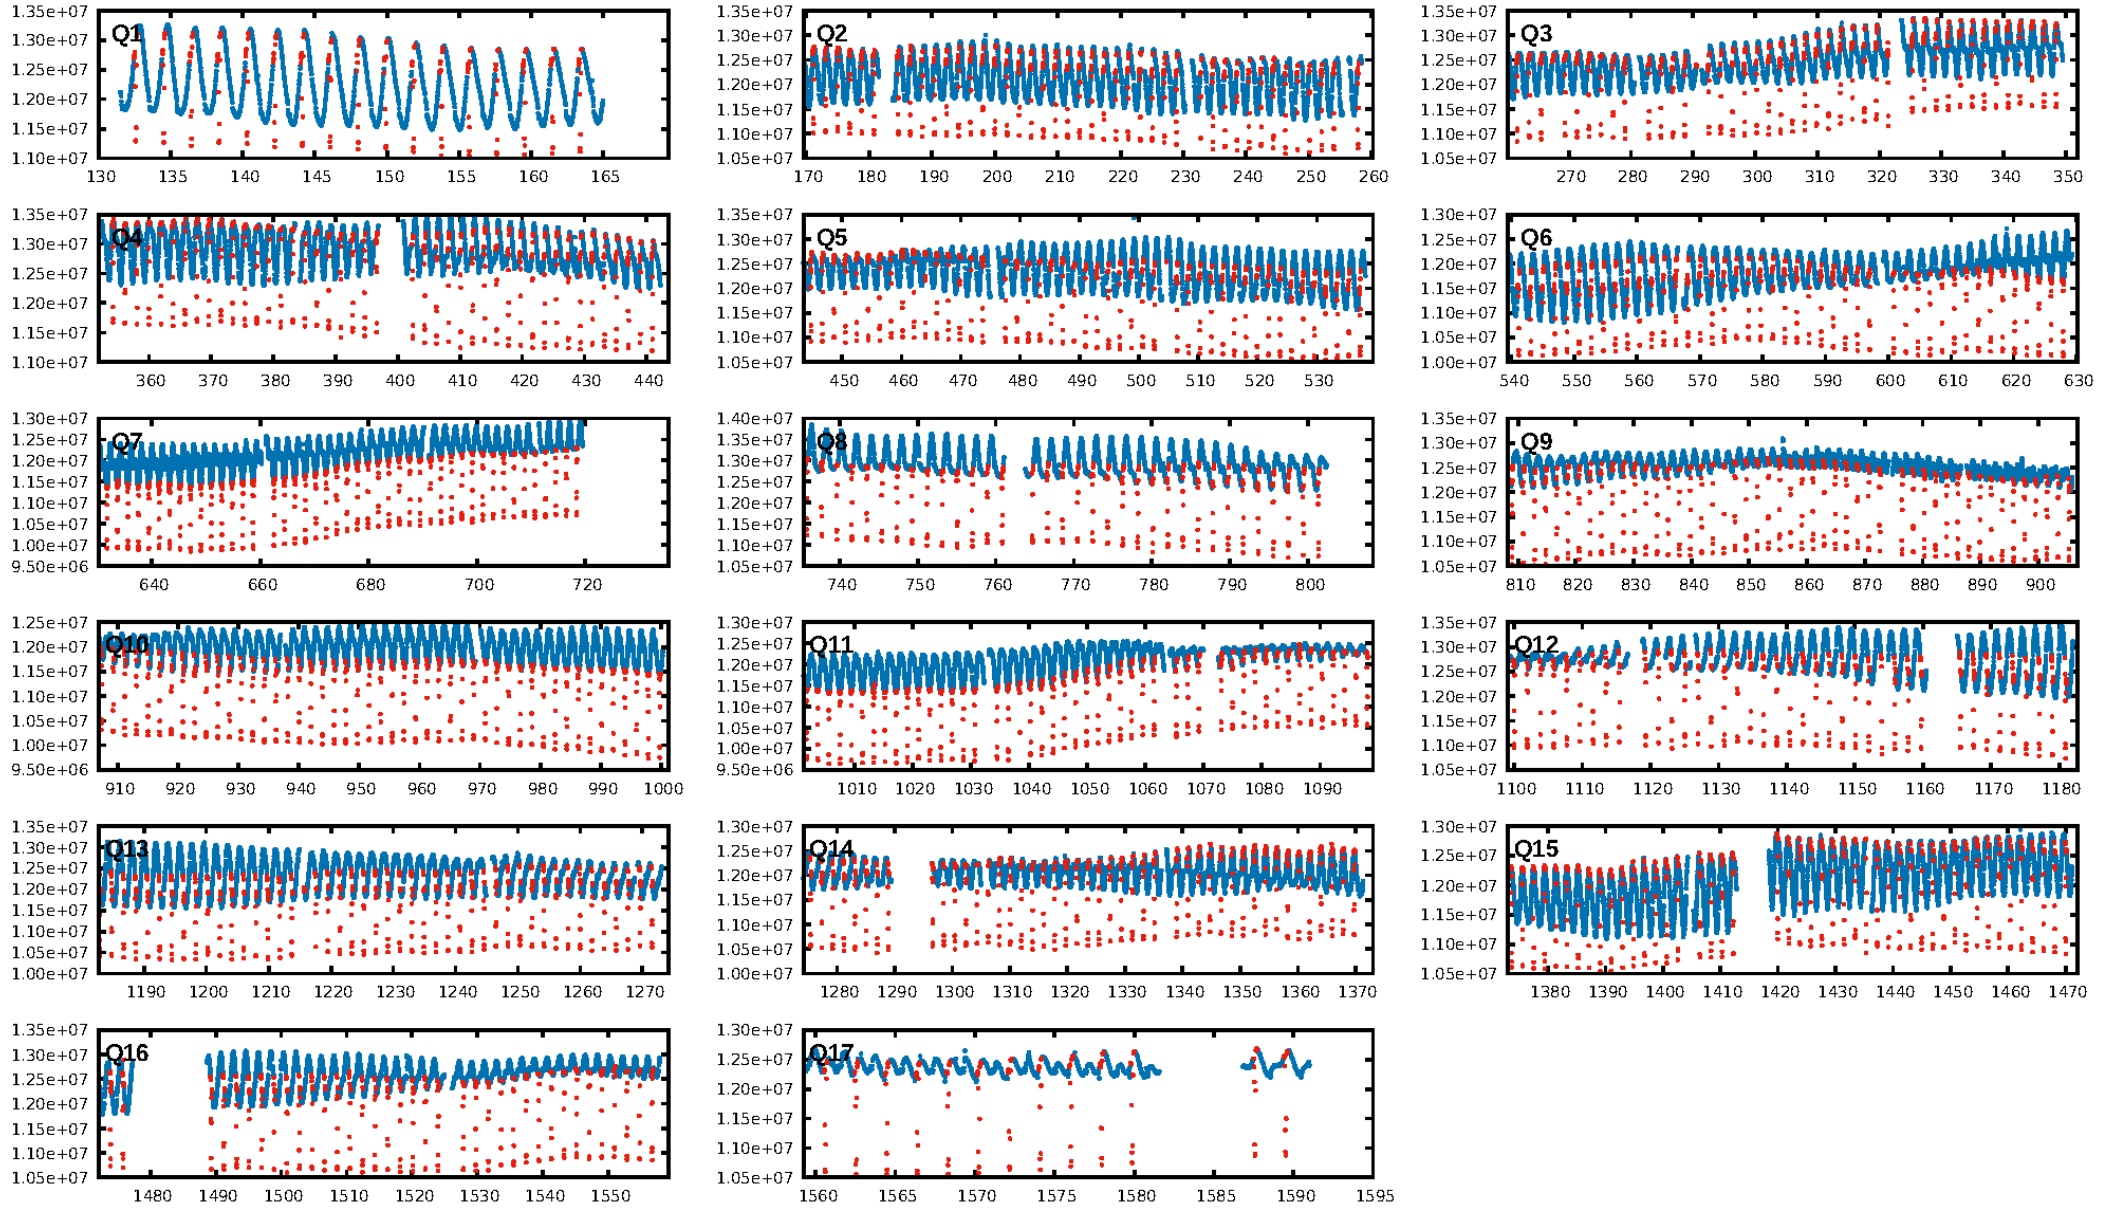 1.35e+07 1.30e+07 1.25e+07 1.20e+07 1.15e+07 1.10e+07
Q1
130 135 140 145 150 155 160 165
1.35e+07 1.30e+07 1.25e+07 1.20e+07 1.15e+07 1.10e+07 1.05e+07
Q2
170 180 190 200 210 220 230 240 250 260
1.35e+07 1.30e+07 1.25e+07 1.20e+07 1.15e+07 1.10e+07 1.05e+07
Q3
270 280 290 300 310 320 330 340 350
1.35e+07 1.30e+07 1.25e+07 1.20e+07 1.15e+07 1.10e+07
Q4
360 370 380 390 400 410 420 430 440
1.35e+07 1.30e+07 1.25e+07 1.20e+07 1.15e+07 1.10e+07 1.05e+07
Q5
450 460 470 480 490 500 510 520 530
1.30e+07 1.25e+07 1.20e+07 1.15e+07 1.10e+07 1.05e+07 1.00e+07
Q6
540 550 560 570 580 590 600 610 620 630
1.30e+07 1.25e+07 1.20e+07 1.15e+07 1.10e+07 1.05e+07 1.00e+07 9.50e+06
Q7
640 660 680 700 720
1.40e+07 1.35e+07 1.30e+07 1.25e+07 1.20e+07 1.15e+07 1.10e+07 1.05e+07
Q8
740 750 760 770 780 790 800
1.35e+07 1.30e+07 1.25e+07 1.20e+07 1.15e+07 1.10e+07 1.05e+07
Q9
810 820 830 840 850 860 870 880 890 900
1.25e+07 1.20e+07 1.15e+07 1.10e+07 1.05e+07 1.00e+07 9.50e+06
Q10
910 920 930 940 950 960 970 980 990 1000
1.30e+07 1.25e+07 1.20e+07 1.15e+07 1.10e+07 1.05e+07 1.00e+07 9.50e+06
Q11
1010 1020 1030 1040 1050 1060 1070 1080 1090
1.35e+07 1.30e+07 1.25e+07 1.20e+07 1.15e+07 1.10e+07 1.05e+07
Q12
1100 1110 1120 1130 1140 1150 1160 1170 1180
1.35e+07 1.30e+07 1.25e+07 1.20e+07 1.15e+07 1.10e+07 1.05e+07 1.00e+07
Q13
1190 1200 1210 1220 1230 1240 1250 1260 1270
1.30e+07 1.25e+07 1.20e+07 1.15e+07 1.10e+07 1.05e+07 1.00e+07
Q14
1280 1290 1300 1310 1320 1330 1340 1350 1360 1370
1.30e+07 1.25e+07 1.20e+07 1.15e+07 1.10e+07 1.05e+07
Q15
1380 1390 1400 1410 1420 1430 1440 1450 1460 1470
1.35e+07 1.30e+07 1.25e+07 1.20e+07 1.15e+07 1.10e+07 1.05e+07
Q16
1480 1490 1500 1510 1520 1530 1540 1550
1.30e+07 1.25e+07 1.20e+07 1.15e+07 1.10e+07 1.05e+07
Q17
1560 1565 1570 1575 1580 1585 1590 1595